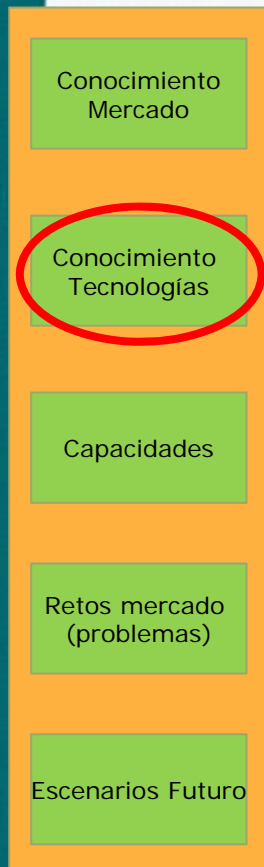 Conocimiento
Mercado
Conocimiento
Tecnologías
Capacidades
Retos mercado
(problemas)
Escenarios Futuro